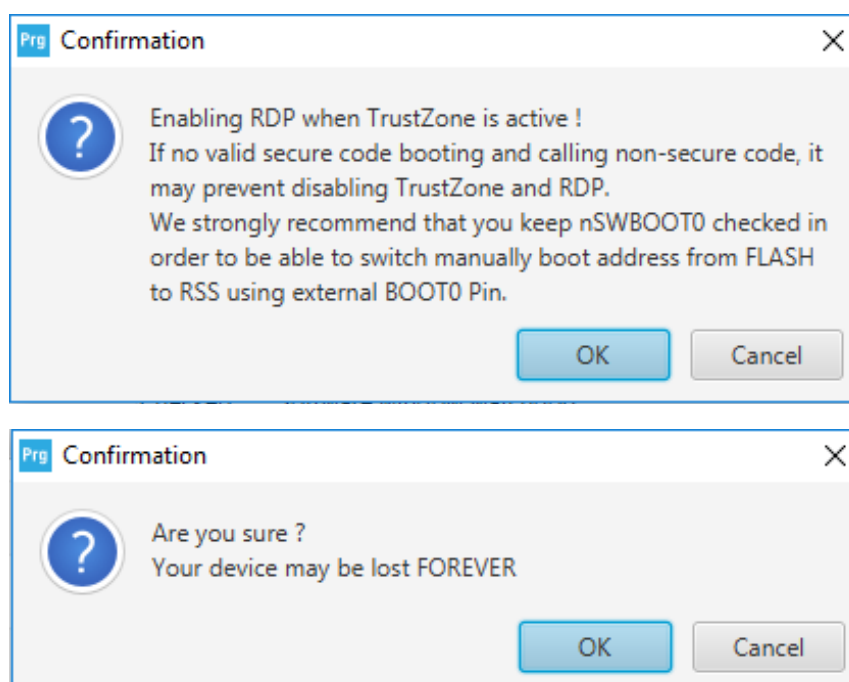 Prg Confirmation
Enabling RDP when TrustZone is active !
If no valid secure code booting and calling non-secure code, it
may prevent disabling TrustZone and RDP.
We strongly recommend that you keep nSWBOOT0 checked in
order to be able to switch manually boot address from FLASH
to RSS using external BOOT0 Pin.
OK Cancel
Prg Confirmation
Are you sure ?
Your device may be lost FOREVER
OK Cancel